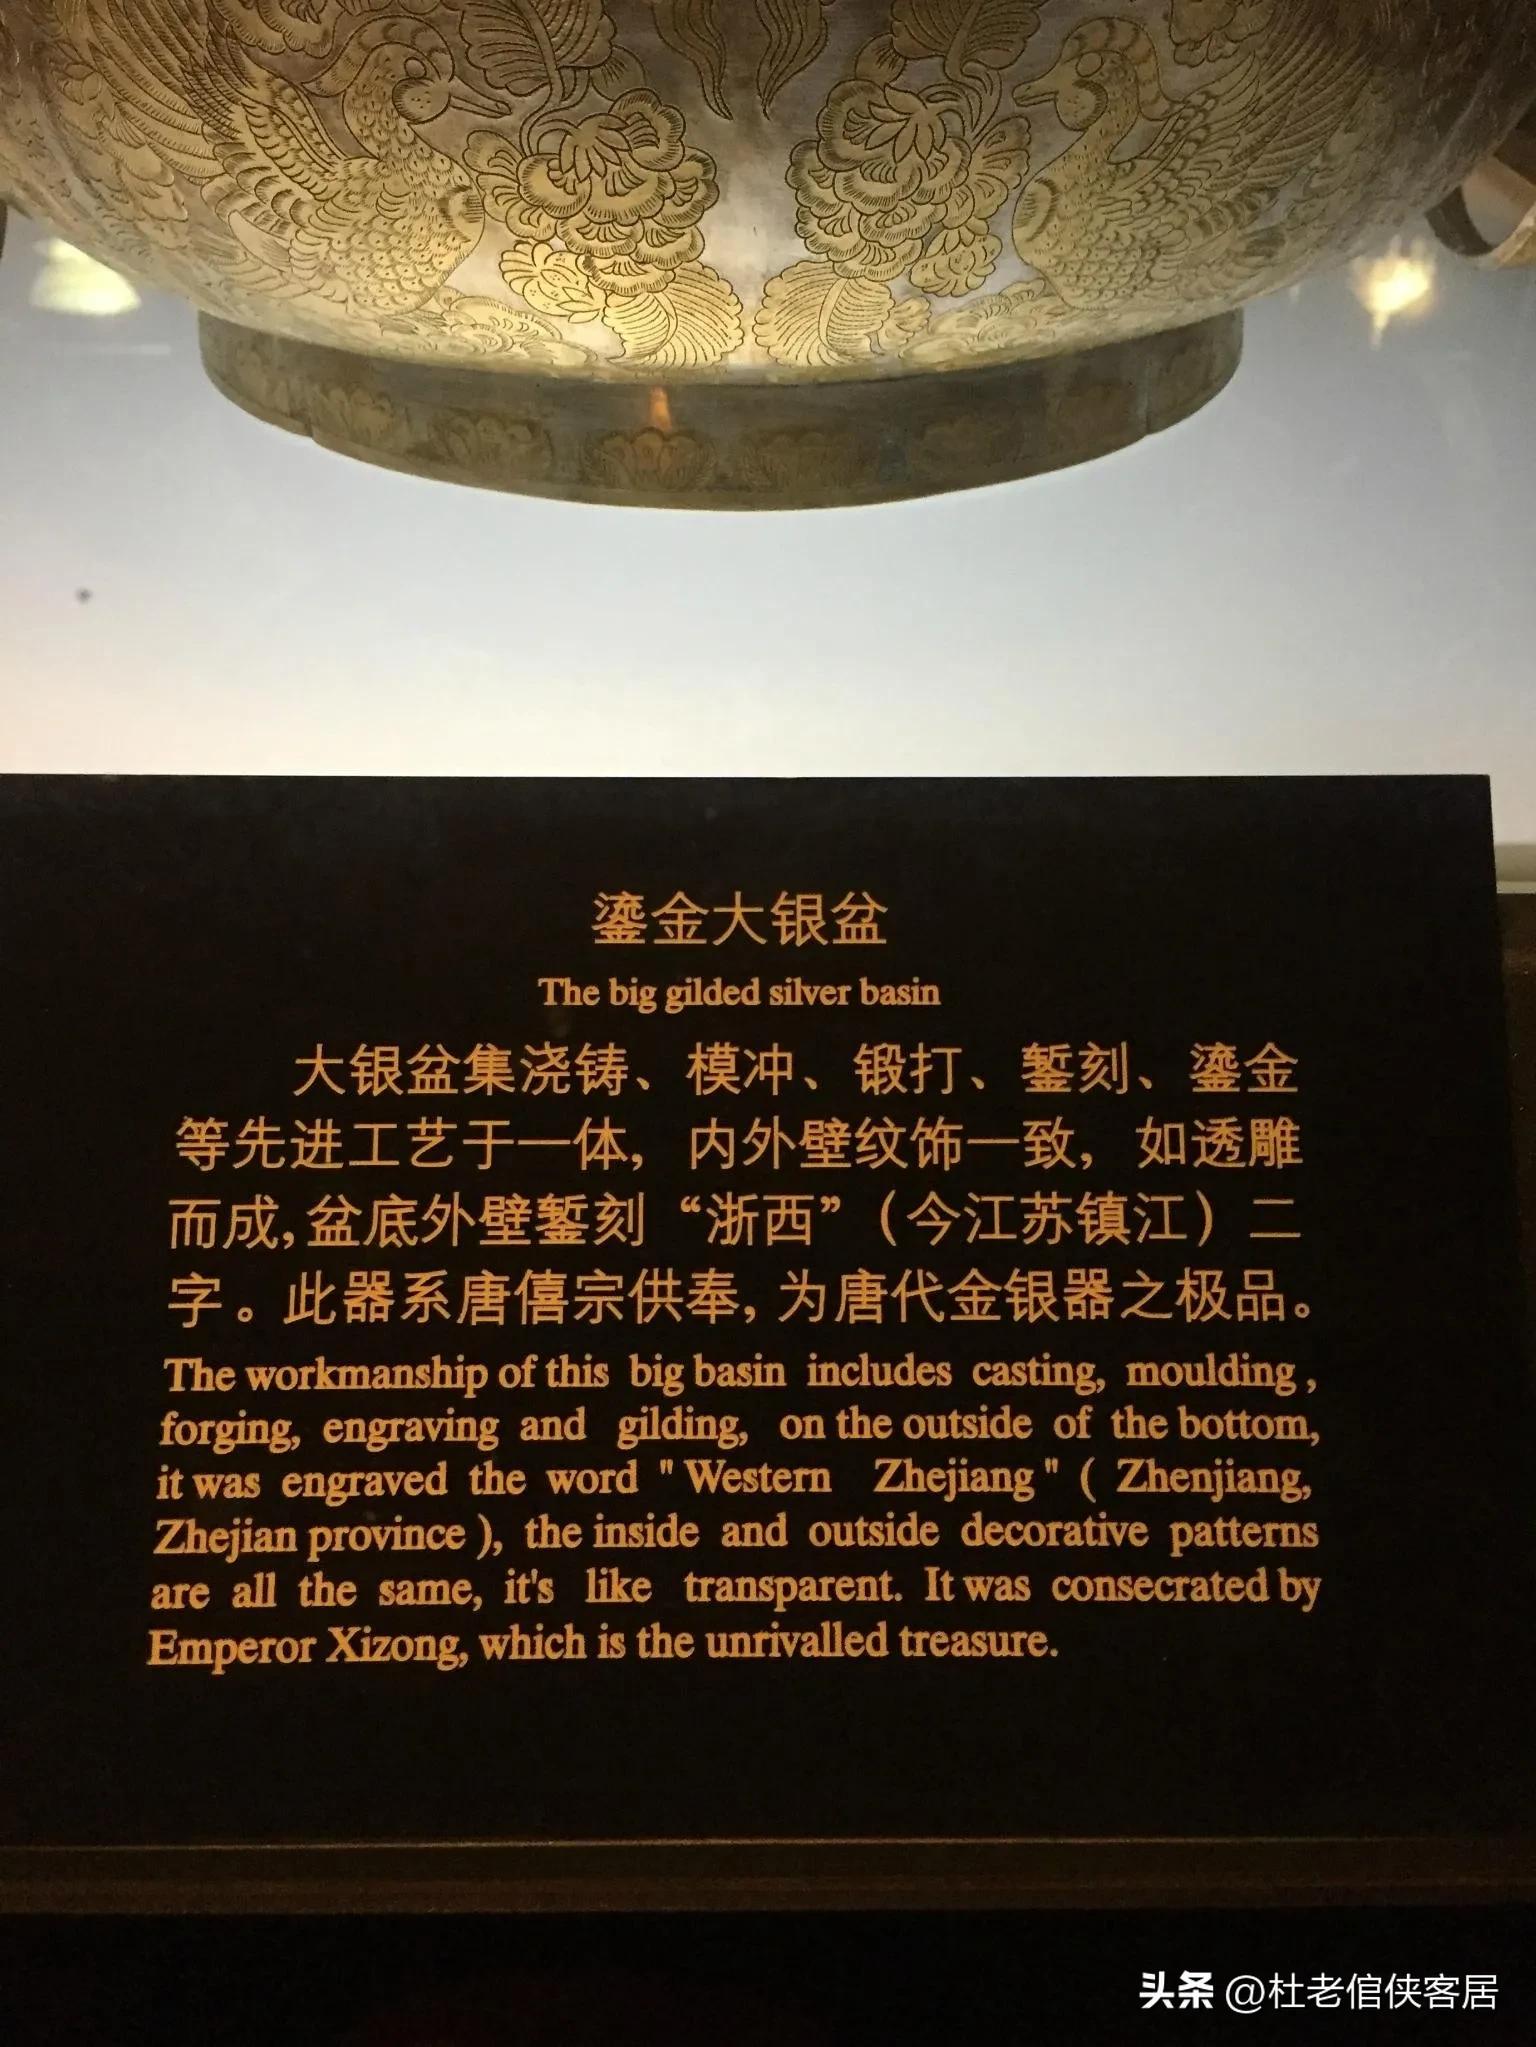 鎏金大银盆
The big gilded silver basin
大银盆集浇铸、模冲、锻打、錾刻、鎏金
等先进工艺于一体，内外壁纹饰一致，如透雕
而成，盆底外壁錾刻“浙西”（今江苏镇江）二
字。此器系唐僖宗供奉，为唐代金银器之极品。
The workmanship of this big basin includes casting, moulding ,
forging, engraving and gilding, on the outside of the bottom,
it was engraved the word "Western Zhejiang" ( Zhenjiang,
Zhejian province ), the inside and outside decorative patterns
are all the same, it's like transparent. It was consecrated by
Emperor Xizong, which is the unrivalled treasure.
头条 @杜老倌侠客居